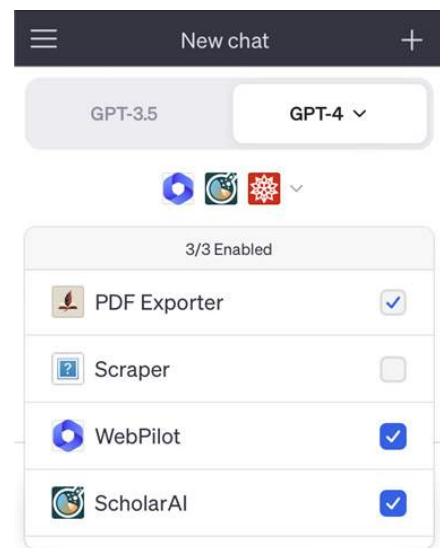 New chat
GPT-3.5 GPT-4
3/3 Enabled
PDF Exporter
Scraper
WebPilot
ScholarAI